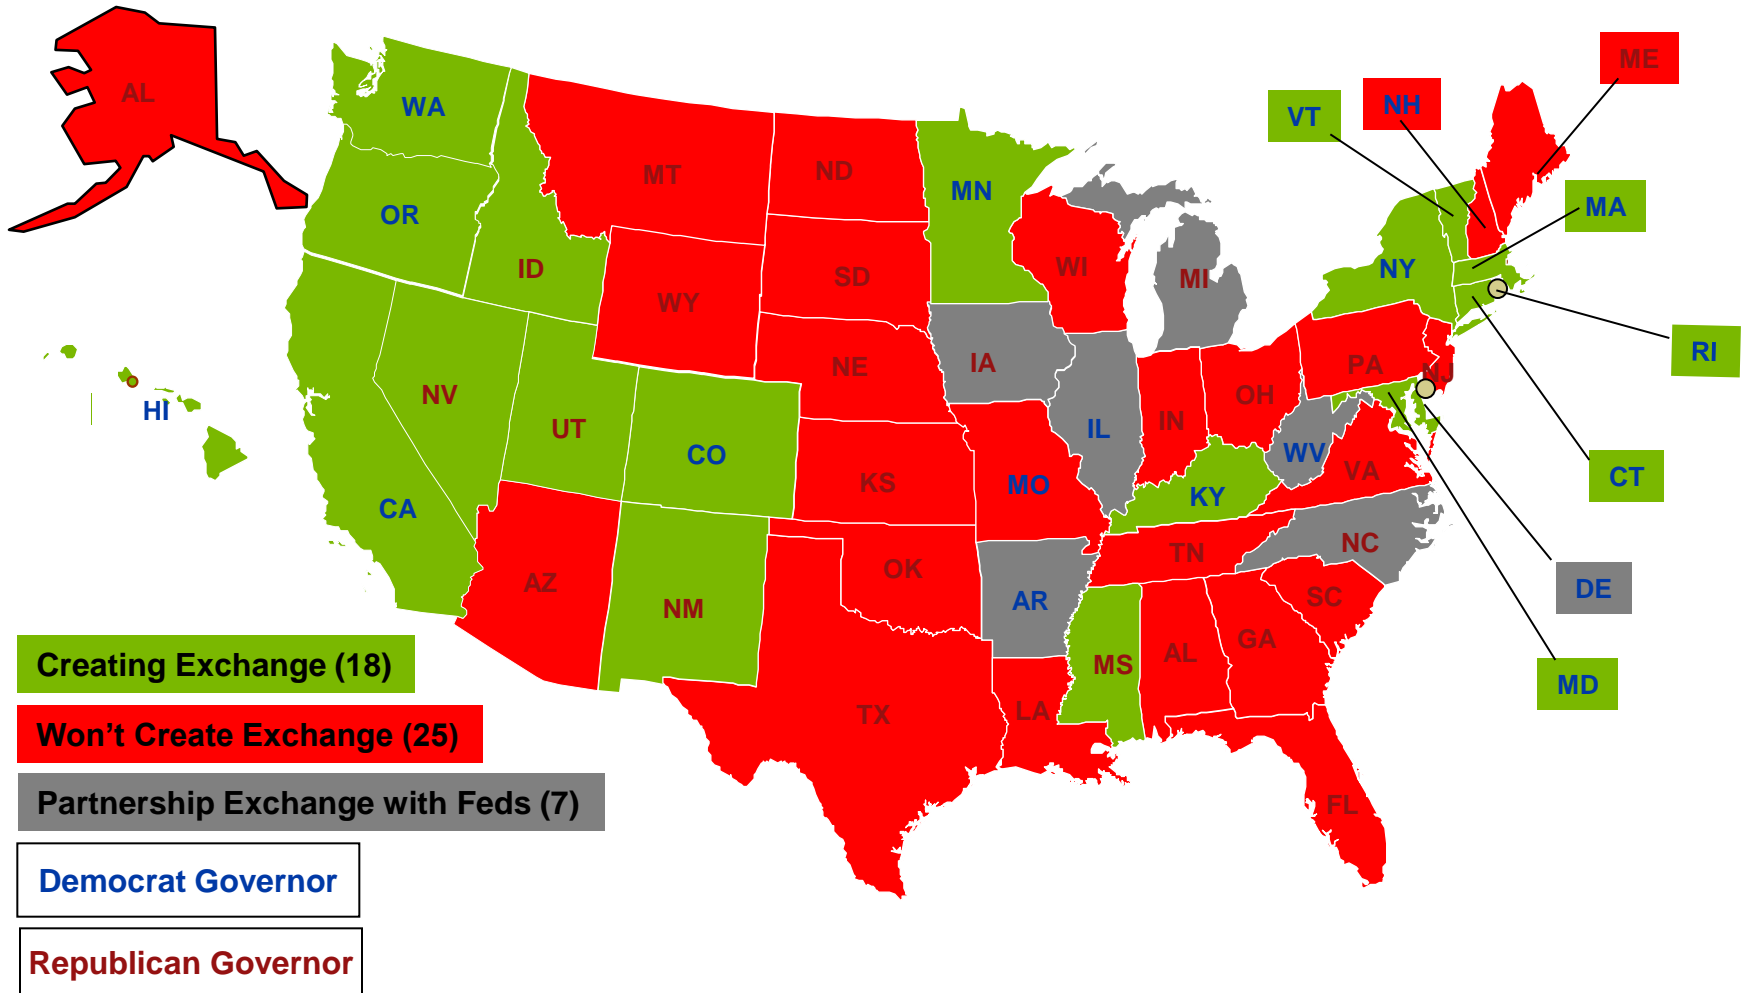 AL
WA
OR
ID
MT
WY
ND
SD
NE
KS
MN
WI
IA
MI
IL
IN
OH
PA
NJ
NY
VT
NH
ME
MA
RI
CT
DE
MD
HI
NV
UT
CO
CA
AZ
NM
OK
TX
MO
AR
LA
KY
WV
VA
TN
NC
SC
GA
AL
MS
FL
Creating Exchange (18)
Won’t Create Exchange (25)
Partnership Exchange with Feds (7)
Democrat Governor
Republican Governor